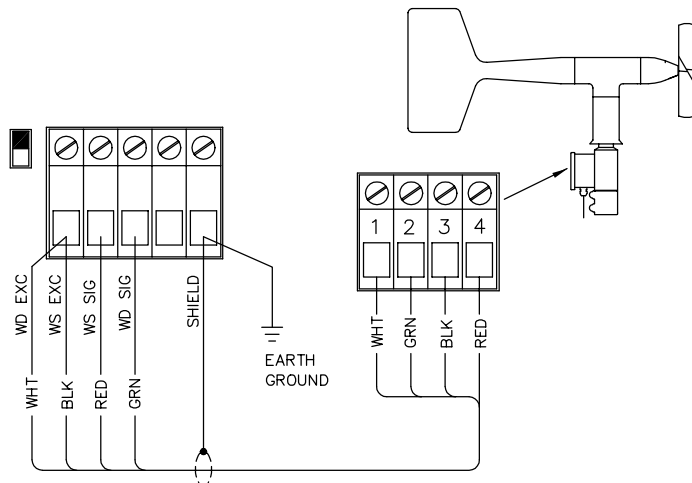 1 2 3 4
WD EXC
WS EXC
WS SIG
WD SIG
SHIELD
WHT
BLK
RED
GRN
EARTH
GROUND
WHT
GRN
BLK
RED